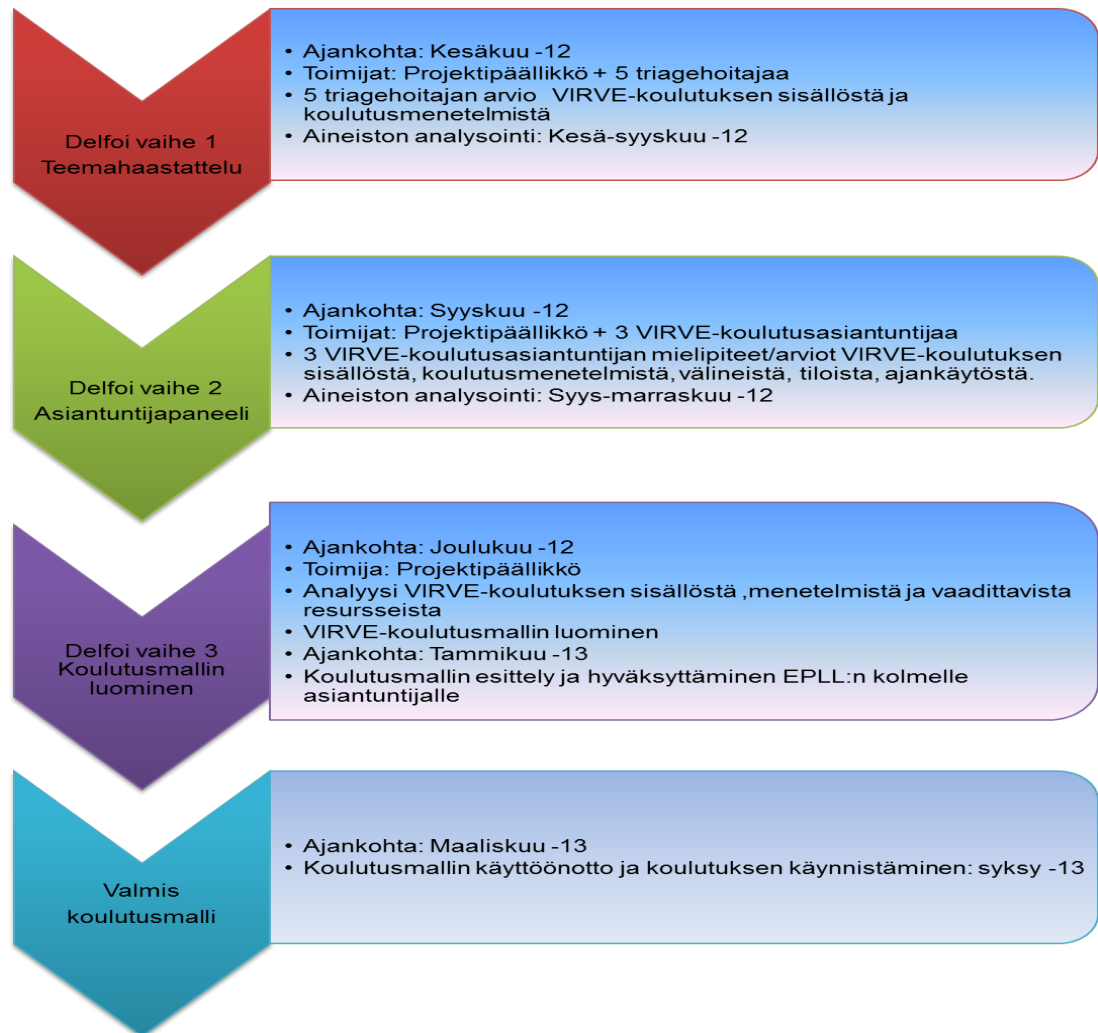 Delfoi vaihe 1
Teemahaastattelu
• Ajankohta: Kesäkuu -12
• Toimijat: Projektipäällikkö + 5 triagehoitajaa
• 5 triagehoitajan arvio VIRVE-koulutuksen sisällöstä ja
koulutusmenetelmistä
• Aineiston analysointi: Kesä-syyskuu -12
Delfoi vaihe 2
Asiantuntijapaneeli
• Ajankohta: Syyskuu -12
• Toimijat: Projektipäällikkö + 3 VIRVE-koulutusasiantuntijaa
• 3 VIRVE-koulutusasiantuntijan mielipiteet/arviot VIRVE-koulutuksen
sisällöstä, koulutusmenetelmistä, välineistä, tiloista, ajankäytöstä.
• Aineiston analysointi: Syys-marraskuu -12
Delfoi vaihe 3
Koulutusmallin
luominen
• Ajankohta: Joulukuu -12
• Toimija: Projektipäällikkö
• Analyysi VIRVE-koulutuksen sisällöstä ,menetelmistä ja vaadittavista
resursseista
• VIRVE-koulutusmallin luominen
• Ajankohta: Tammikuu -13
• Koulutusmallin esittely ja hyväksyttäminen EPLL:n kolmelle
asiantuntijalle
Valmis
koulutusmalli
• Ajankohta: Maaliskuu -13
• Koulutusmallin käyttöönotto ja koulutuksen käynnistäminen: syksy -13